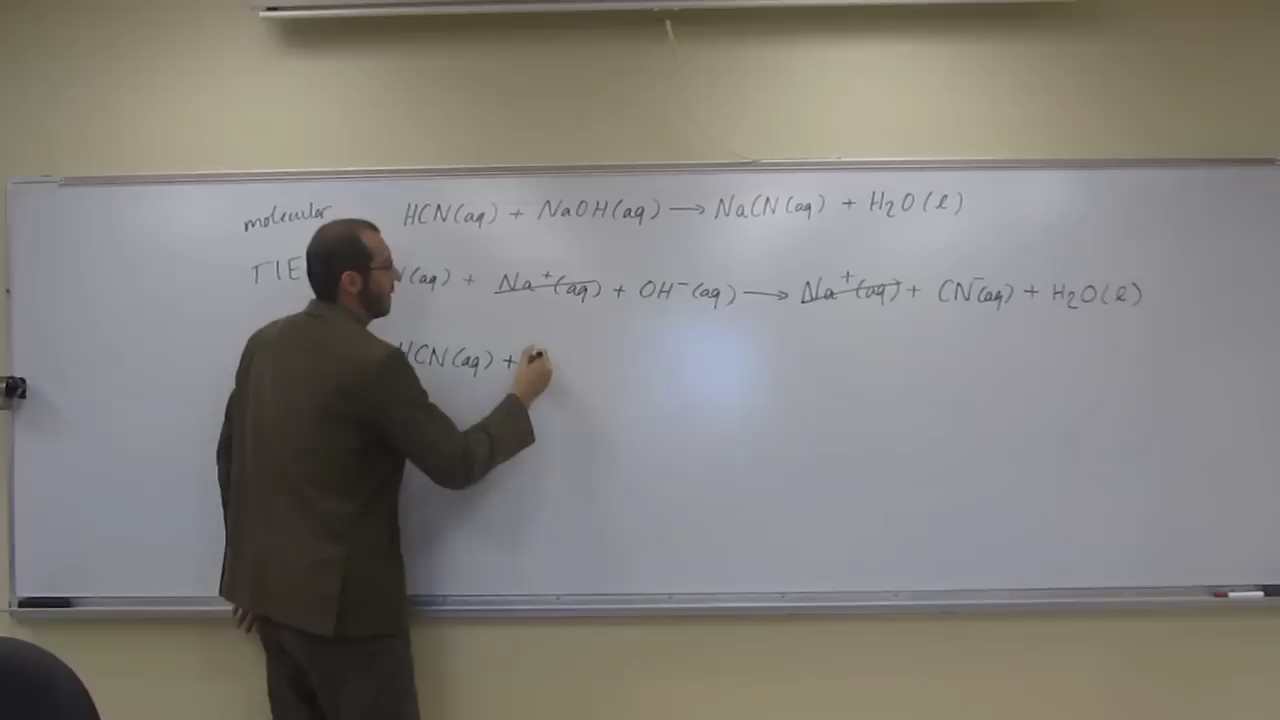 molecular HCN(aq) + NaOH(aq) ⟶ NaCN(aq) + H₂O(ℓ)
TIE N(aq) + Na⁺(aq) + OH⁻(aq) ⟶ Na⁺(aq) + CN⁻(aq) + H₂O(ℓ)
HCN(aq) +